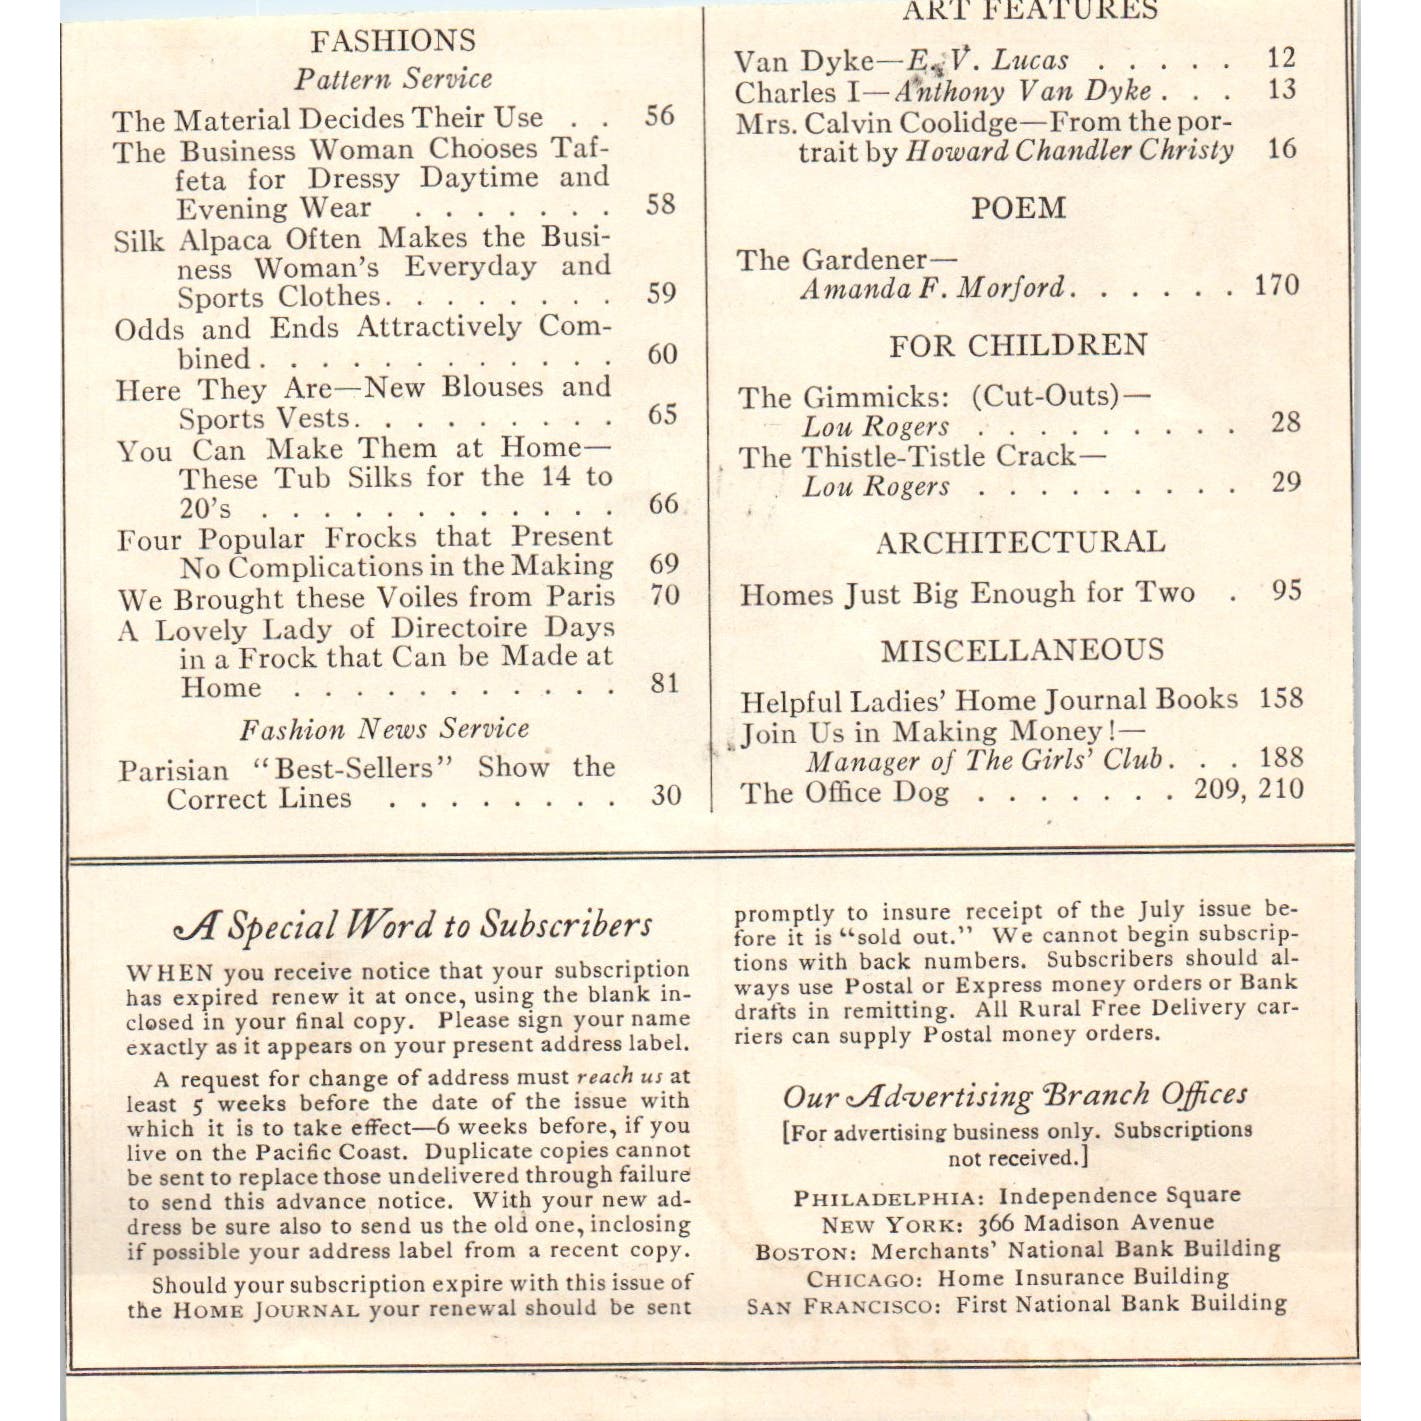 FASHIONS
Pattern Service
The Material Decides Their Use . . 56
The Business Woman Chooses Taf-
feta for Dressy Daytime and
Evening Wear . . . . . . . 58
Silk Alpaca Often Makes the Busi-
ness Woman's Everyday and
Sports Clothes. . . . . . . . 59
Odds and Ends Attractively Com-
bined . . . . . . . . . . . . 60
Here They Are—New Blouses and
Sports Vests. . . . . . . . . 65
You Can Make Them at Home—
These Tub Silks for the 14 to
20's . . . . . . . . . . . . 66
Four Popular Frocks that Present
No Complications in the Making 69
We Brought these Voiles from Paris 70
A Lovely Lady of Directoire Days
in a Frock that Can be Made at
Home . . . . . . . . . . . 81
Fashion News Service
Parisian "Best-Sellers" Show the
Correct Lines . . . . . . . . 30
ART FEATURES
Van Dyke—E. V. Lucas . . . . . 12
Charles I—Anthony Van Dyke . . . 13
Mrs. Calvin Coolidge—From the por-
trait by Howard Chandler Christy 16
POEM
The Gardener—
Amanda F. Morford. . . . . . 170
FOR CHILDREN
The Gimmicks: (Cut-Outs)—
Lou Rogers . . . . . . . . . 28
The Thistle-Tistle Crack—
Lou Rogers . . . . . . . . . 29
ARCHITECTURAL
Homes Just Big Enough for Two . 95
MISCELLANEOUS
Helpful Ladies' Home Journal Books 158
Join Us in Making Money!—
Manager of The Girls' Club. . . 188
The Office Dog . . . . . . . 209, 210
A Special Word to Subscribers
WHEN you receive notice that your subscription
has expired renew it at once, using the blank in-
closed in your final copy. Please sign your name
exactly as it appears on your present address label.
A request for change of address must reach us at
least 5 weeks before the date of the issue with
which it is to take effect—6 weeks before, if you
live on the Pacific Coast. Duplicate copies cannot
be sent to replace those undelivered through failure
to send this advance notice. With your new ad-
dress be sure also to send us the old one, inclosing
if possible your address label from a recent copy.
Should your subscription expire with this issue of
the HOME JOURNAL your renewal should be sent
promptly to insure receipt of the July issue be-
fore it is "sold out." We cannot begin subscrip-
tions with back numbers. Subscribers should al-
ways use Postal or Express money orders or Bank
drafts in remitting. All Rural Free Delivery car-
riers can supply Postal money orders.
Our Advertising Branch Offices
[For advertising business only. Subscriptions
not received.]
PHILADELPHIA: Independence Square
NEW YORK: 366 Madison Avenue
BOSTON: Merchants' National Bank Building
CHICAGO: Home Insurance Building
SAN FRANCISCO: First National Bank Building